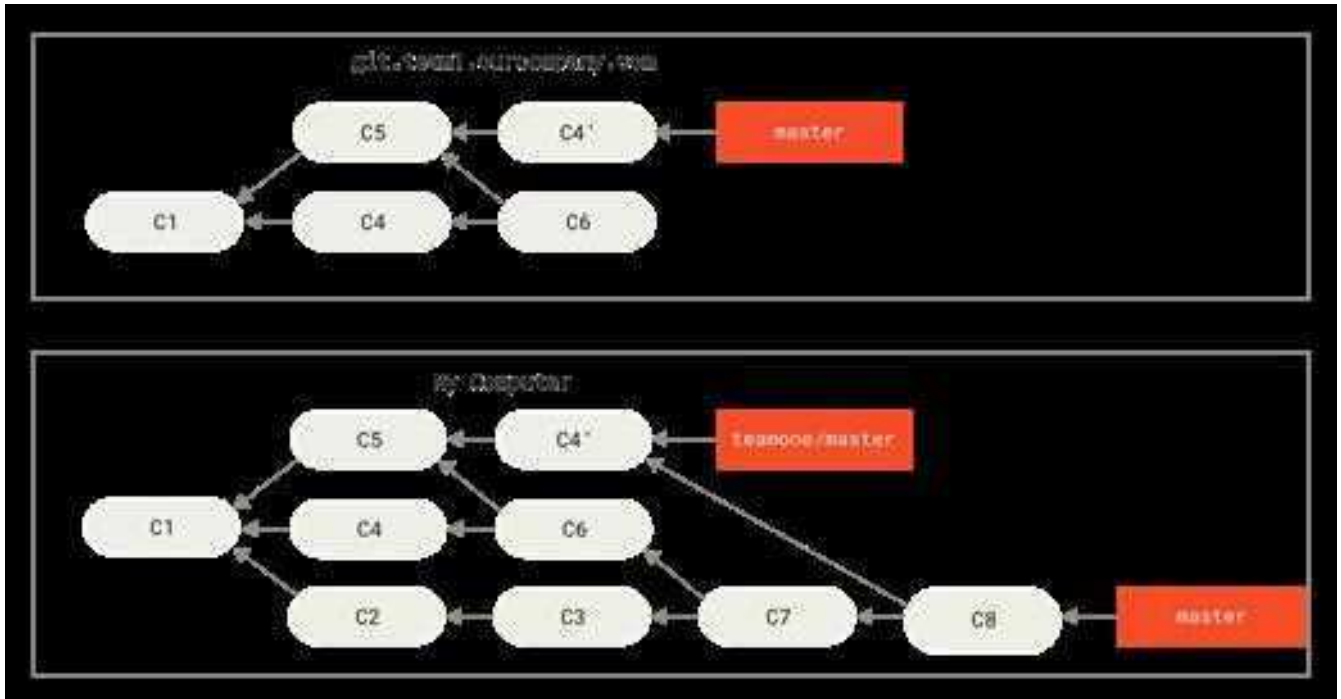 git.team1.ourcompany.com
C5 C4' master
C1 C4 C6
My Computer
C5 C4' teamone/master
C1 C4 C6
C2 C3 C7 C8 master